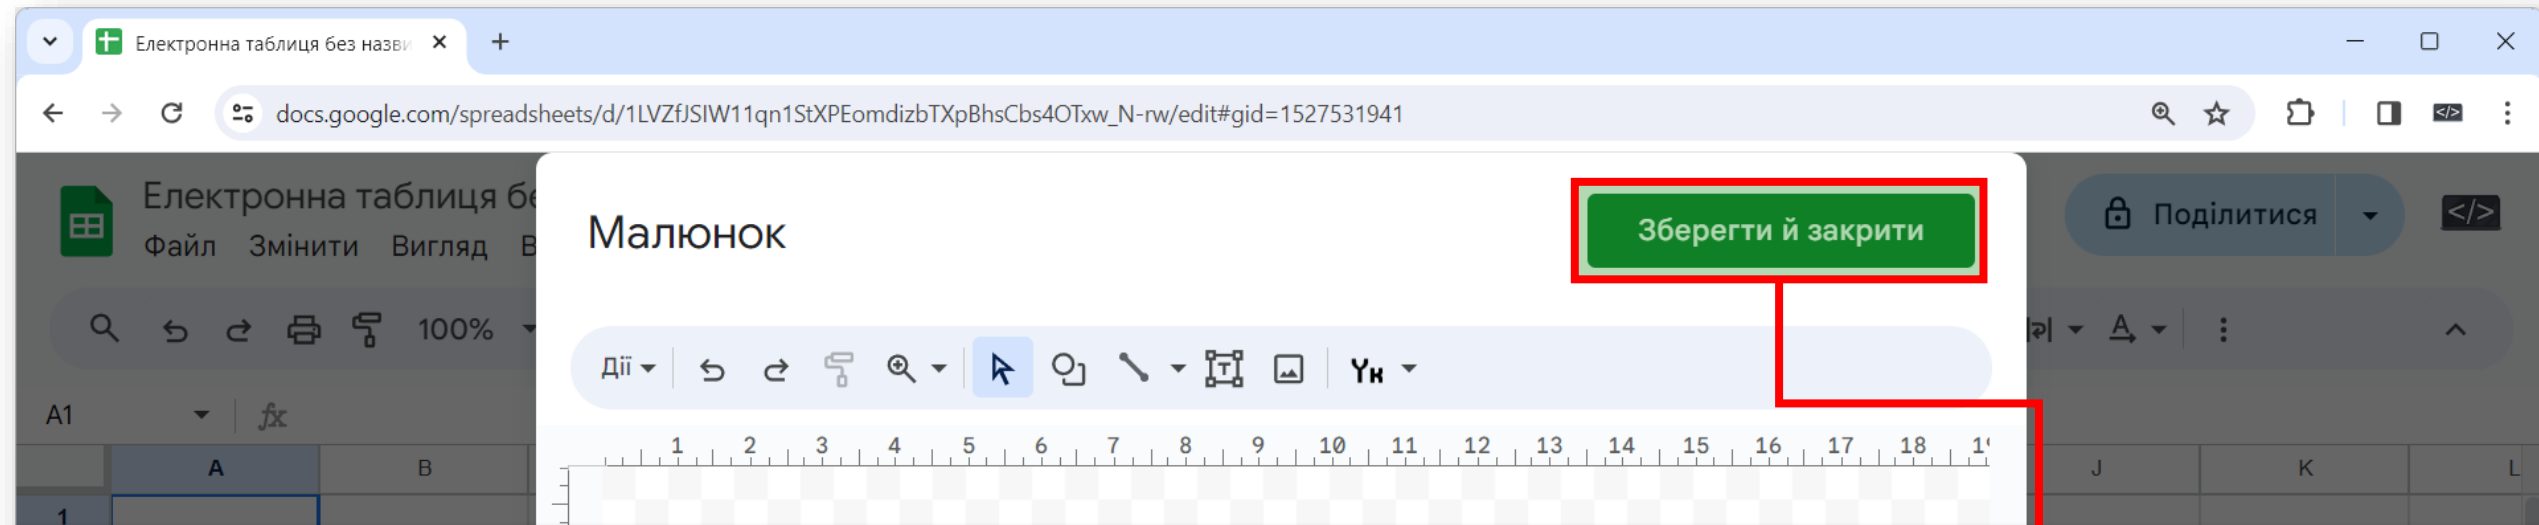 Електронна таблиця без назви
docs.google.com/spreadsheets/d/1LVZfJSIW11qn1StXPEomdizbTXpBhsCbs4OTxw_N-rw/edit#gid=1527531941
Електронна таблиця бе
Файл Змінити Вигляд В
Малюнок
Зберегти й закрити
Поділитися
100%
Дії
A1
fx
1 2 3 4 5 6 7 8 9 10 11 12 13 14 15 16 17 18 19
A B J K L
1